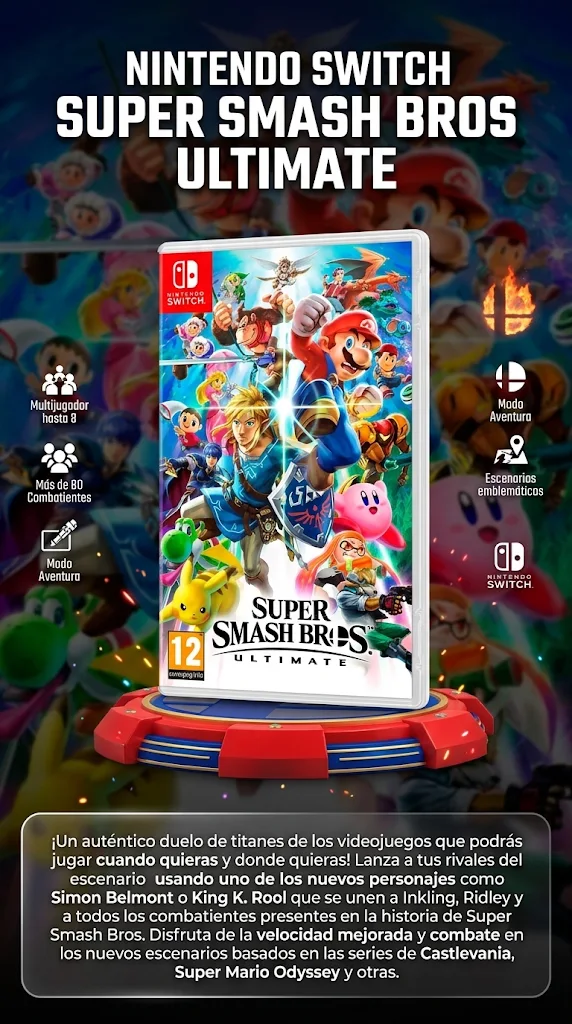 NINTENDO SWITCH
SUPER SMASH BROS
ULTIMATE
NINTENDO
SWITCH.
Multijugador
hasta 8
Más de 80
Combatientes
Modo
Aventura
Modo
Aventura
Escenarios
emblemáticas
NINTENDO
SWITCH.
SUPER
SMASH BROS.
ULTIMATE
12
www.pegi.info
¡Un auténtico duelo de titanes de los videojuegos que podrás
jugar cuando quieras y donde quieras! Lanza a tus rivales del
escenario usando uno de los nuevos personajes como
Simon Belmont o King K. Rool que se unen a Inkling, Ridley y
a todos los combatientes presentes en la historia de Super
Smash Bros. Disfruta de la velocidad mejorada y combate en
los nuevos escenarios basados en las series de Castlevania,
Super Mario Odyssey y otras.